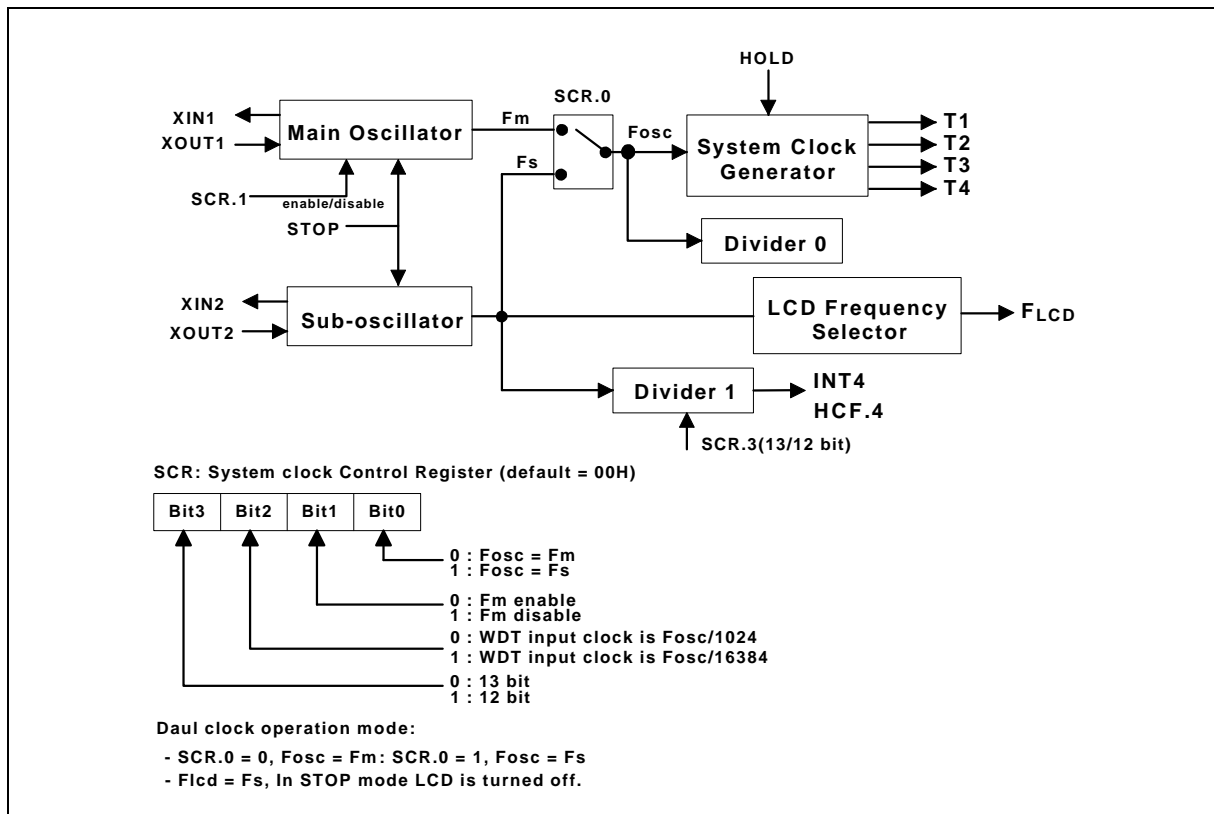 HOLD
SCR.0
XIN1
XOUT1
Main Oscillator
Fm
Fosc
System Clock
Generator
T1
T2
T3
T4
Fs
SCR.1
enable/disable
STOP
Divider 0
XIN2
XOUT2
Sub-oscillator
LCD Frequency
Selector
FLCD
Divider 1
INT4
HCF.4
SCR.3(13/12 bit)
SCR: System clock Control Register (default = 00H)
Bit3 Bit2 Bit1 Bit0
0 : Fosc = Fm
1 : Fosc = Fs
0 : Fm enable
1 : Fm disable
0 : WDT input clock is Fosc/1024
1 : WDT input clock is Fosc/16384
0 : 13 bit
1 : 12 bit
Daul clock operation mode:
- SCR.0 = 0, Fosc = Fm: SCR.0 = 1, Fosc = Fs
- Flcd = Fs, In STOP mode LCD is turned off.